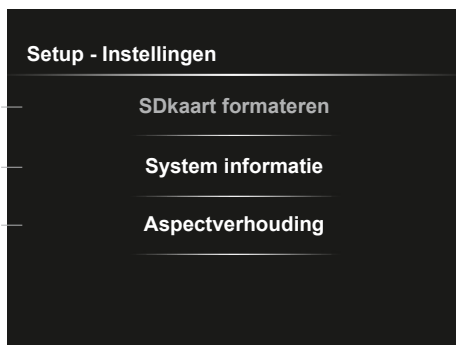 Setup - Instellingen
SDkaart formateren
System informatie
Aspectverhouding